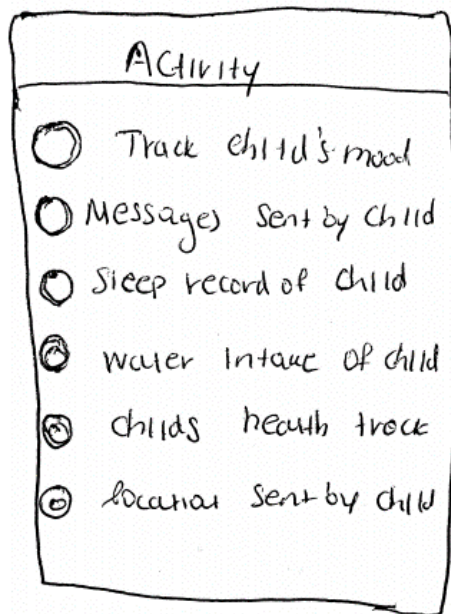 Activity
Track child's mood
Messages sent by child
Sleep record of child
Water intake of child
childs health track
location sent by child